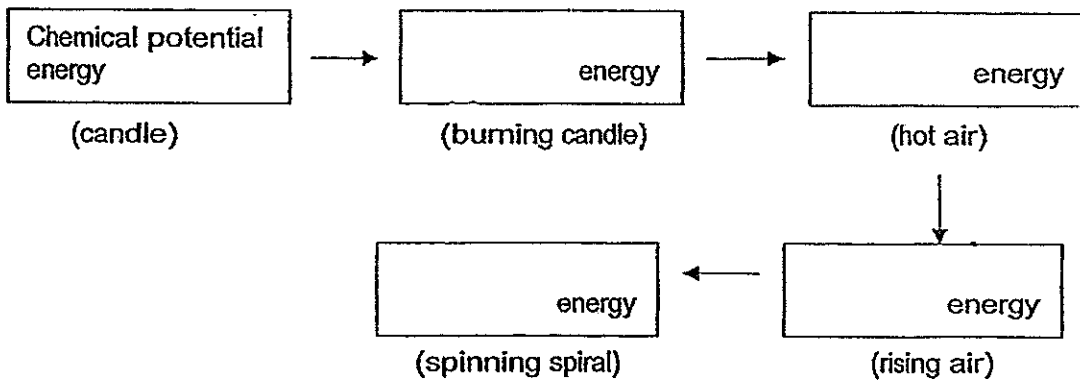 Chemical potential
energy
energy
energy
(candle)
(burning candle)
(hot air)
energy
energy
(spinning spiral)
(rising air)